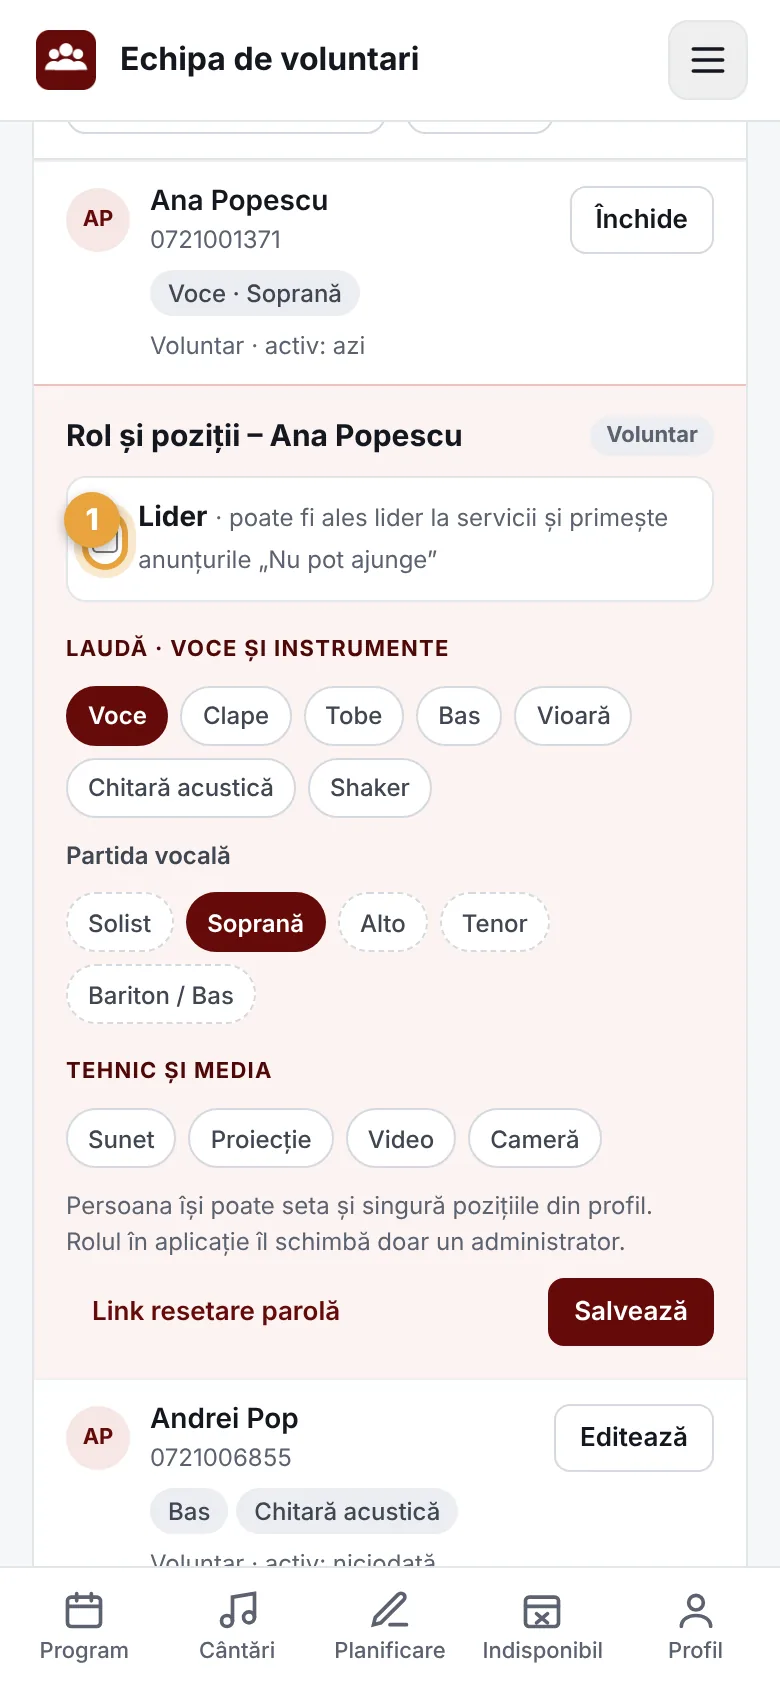 Echipa de voluntari
AP
Ana Popescu
0721001371
Închide
Voce · Soprană
Voluntar · activ: azi
Rol și poziții – Ana Popescu
Voluntar
1
Lider · poate fi ales lider la servicii și primește
anunțurile „Nu pot ajunge”
LAUDĂ · VOCE ȘI INSTRUMENTE
Voce Clape Tobe Bas Vioară
Chitară acustică Shaker
Partida vocală
Solist Soprană Alto Tenor
Bariton / Bas
TEHNIC ȘI MEDIA
Sunet Proiecție Video Cameră
Persoana își poate seta și singură pozițiile din profil.
Rolul în aplicație îl schimbă doar un administrator.
Link resetare parolă
Salvează
AP
Andrei Pop
0721006855
Editează
Bas Chitară acustică
Voluntar · activ: niciodată
Program Cântări Planificare Indisponibil Profil